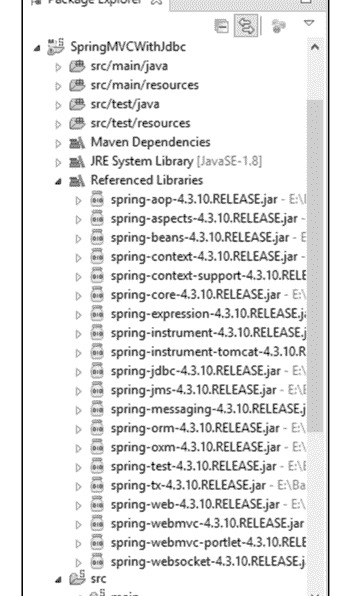 Package Explorer
SpringMVCWithJdbc
src/main/java
src/main/resources
src/test/java
src/test/resources
Maven Dependencies
JRE System Library [JavaSE-1.8]
Referenced Libraries
spring-aop-4.3.10.RELEASE.jar - E:\
spring-aspects-4.3.10.RELEASE.jar -
spring-beans-4.3.10.RELEASE.jar - E
spring-context-4.3.10.RELEASE.jar -
spring-context-support-4.3.10.RELE
spring-core-4.3.10.RELEASE.jar - E:\
spring-expression-4.3.10.RELEASE.ja
spring-instrument-4.3.10.RELEASE.j
spring-instrument-tomcat-4.3.10.R
spring-jdbc-4.3.10.RELEASE.jar - E:\
spring-jms-4.3.10.RELEASE.jar - E:\
spring-messaging-4.3.10.RELEASE.j
spring-orm-4.3.10.RELEASE.jar - E:\
spring-oxm-4.3.10.RELEASE.jar - E:\
spring-test-4.3.10.RELEASE.jar - E:\
spring-tx-4.3.10.RELEASE.jar - E:\Ba
spring-web-4.3.10.RELEASE.jar - E:\
spring-webmvc-4.3.10.RELEASE.jar
spring-webmvc-portlet-4.3.10.RELE
spring-websocket-4.3.10.RELEASE.j
src
main